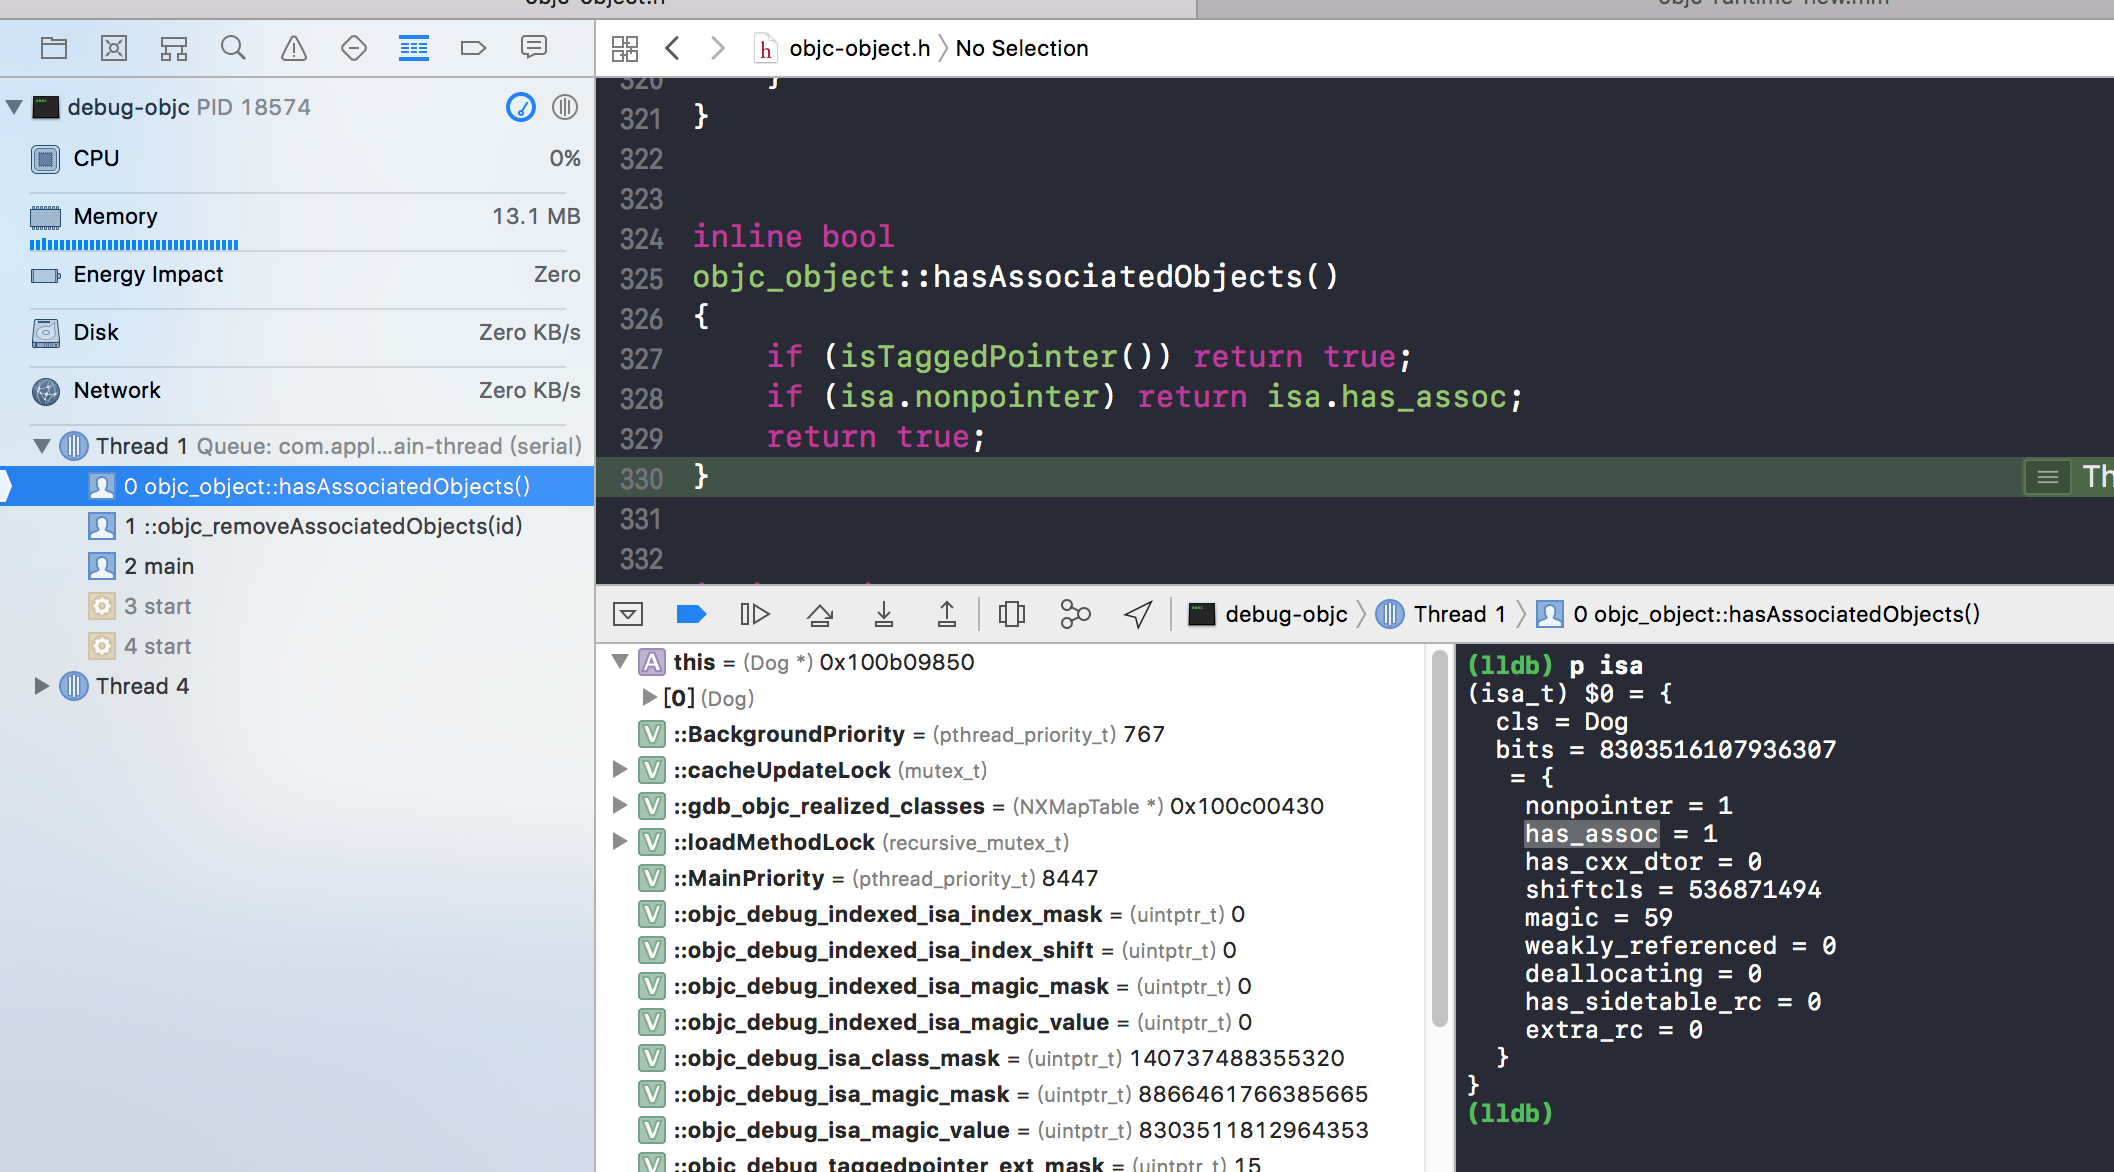 objc-object.h
objc-runtime-new.mm
objc-object.h 〉 No Selection
debug-objc PID 18574
CPU 0%
Memory 13.1 MB
Energy Impact Zero
Disk Zero KB/s
Network Zero KB/s
Thread 1 Queue: com.appl...ain-thread (serial)
0 objc_object::hasAssociatedObjects()
1 ::objc_removeAssociatedObjects(id)
2 main
3 start
4 start
Thread 4
320 }
321 }
322
323
324 inline bool
325 objc_object::hasAssociatedObjects()
326 {
327 if (isTaggedPointer()) return true;
328 if (isa.nonpointer) return isa.has_assoc;
329 return true;
330 } Th
331
332
debug-objc 〉 Thread 1 〉 0 objc_object::hasAssociatedObjects()
A this = (Dog *) 0x100b09850
[0] (Dog)
V ::BackgroundPriority = (pthread_priority_t) 767
V ::cacheUpdateLock (mutex_t)
V ::gdb_objc_realized_classes = (NXMapTable *) 0x100c00430
V ::loadMethodLock (recursive_mutex_t)
V ::MainPriority = (pthread_priority_t) 8447
V ::objc_debug_indexed_isa_index_mask = (uintptr_t) 0
V ::objc_debug_indexed_isa_index_shift = (uintptr_t) 0
V ::objc_debug_indexed_isa_magic_mask = (uintptr_t) 0
V ::objc_debug_indexed_isa_magic_value = (uintptr_t) 0
V ::objc_debug_isa_class_mask = (uintptr_t) 140737488355320
V ::objc_debug_isa_magic_mask = (uintptr_t) 8866461766385665
V ::objc_debug_isa_magic_value = (uintptr_t) 8303511812964353
V ::objc_debug_taggedpointer_ext_mask = (uintptr_t) 15
(lldb) p isa
(isa_t) $0 = {
cls = Dog
bits = 8303516107936307
= {
nonpointer = 1
has_assoc = 1
has_cxx_dtor = 0
shiftcls = 536871494
magic = 59
weakly_referenced = 0
deallocating = 0
has_sidetable_rc = 0
extra_rc = 0
}
}
(lldb)